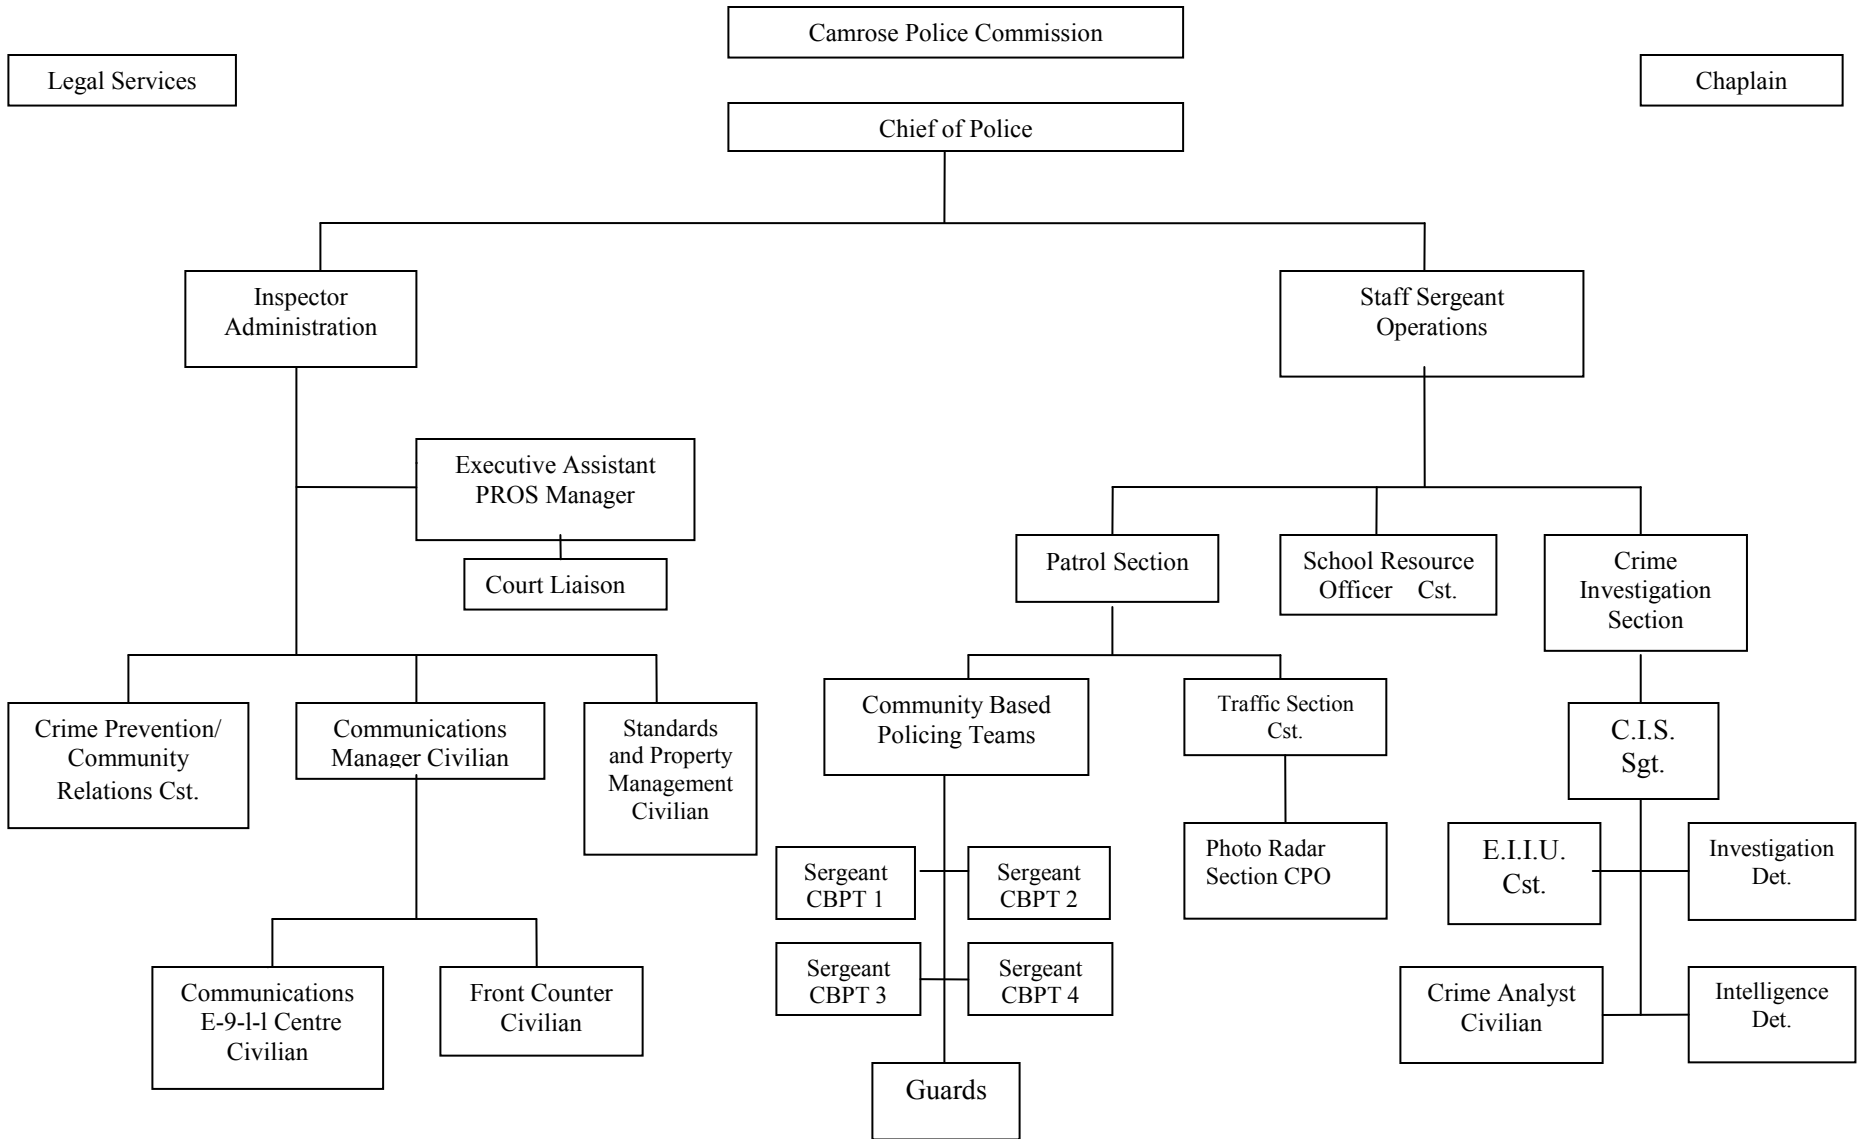 Camrose Police Commission
Legal Services
Chaplain
Chief of Police
Inspector
Administration
Staff Sergeant
Operations
Executive Assistant
PROS Manager
Court Liaison
Patrol Section
School Resource
Officer Cst.
Crime
Investigation
Section
Crime Prevention/
Community
Relations Cst.
Communications
Manager Civilian
Standards
and Property
Management
Civilian
Community Based
Policing Teams
Traffic Section
Cst.
C.I.S.
Sgt.
Sergeant
CBPT 1
Sergeant
CBPT 2
Photo Radar
Section CPO
E.I.I.U.
Cst.
Investigation
Det.
Sergeant
CBPT 3
Sergeant
CBPT 4
Communications
E-9-l-l Centre
Civilian
Front Counter
Civilian
Crime Analyst
Civilian
Intelligence
Det.
Guards